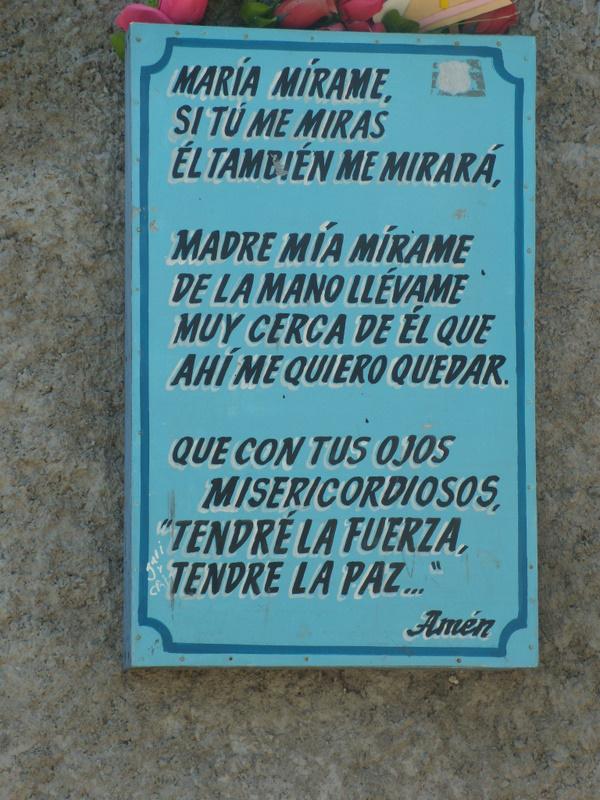 MARÍA MÍRAME,
SI TÚ ME MIRAS
ÉL TAMBIÉN ME MIRARÁ,
MADRE MÍA MÍRAME
DE LA MANO LLÉVAME
MUY CERCA DE ÉL QUE
AHÍ ME QUIERO QUEDAR.
QUE CON TUS OJOS
MISERICORDIOSOS,
"TENDRÉ LA FUERZA,
TENDRE LA PAZ..."
Amén